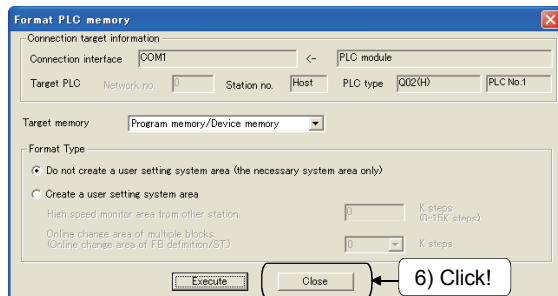 Format PLC memory
Connection target information
Connection interface COM1 <- PLC module
Target PLC Network no. 0 Station no. Host PLC type Q02(H) PLC No.1
Target memory Program memory/Device memory
Format Type
Do not create a user setting system area (the necessary system area only)
Create a user setting system area
High speed monitor area from other station. 0 K steps
(0-15K steps)
Online change area of multiple blocks.
(Online change area of FB definition/ST) 0 K steps
Execute Close 6) Click!